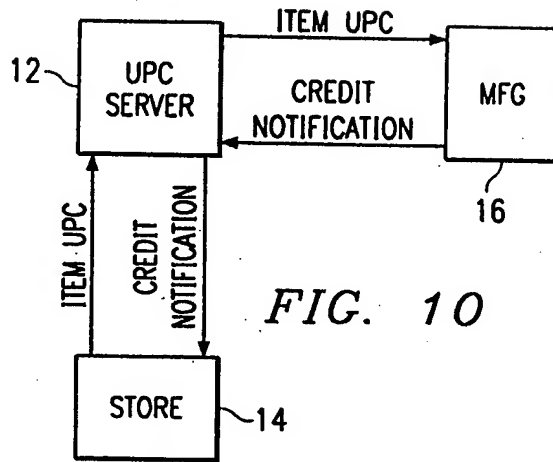 ITEM UPC
12
UPC
SERVER
CREDIT
NOTIFICATION
MFG
16
ITEM UPC
CREDIT
NOTIFICATION
FIG. 10
STORE
14